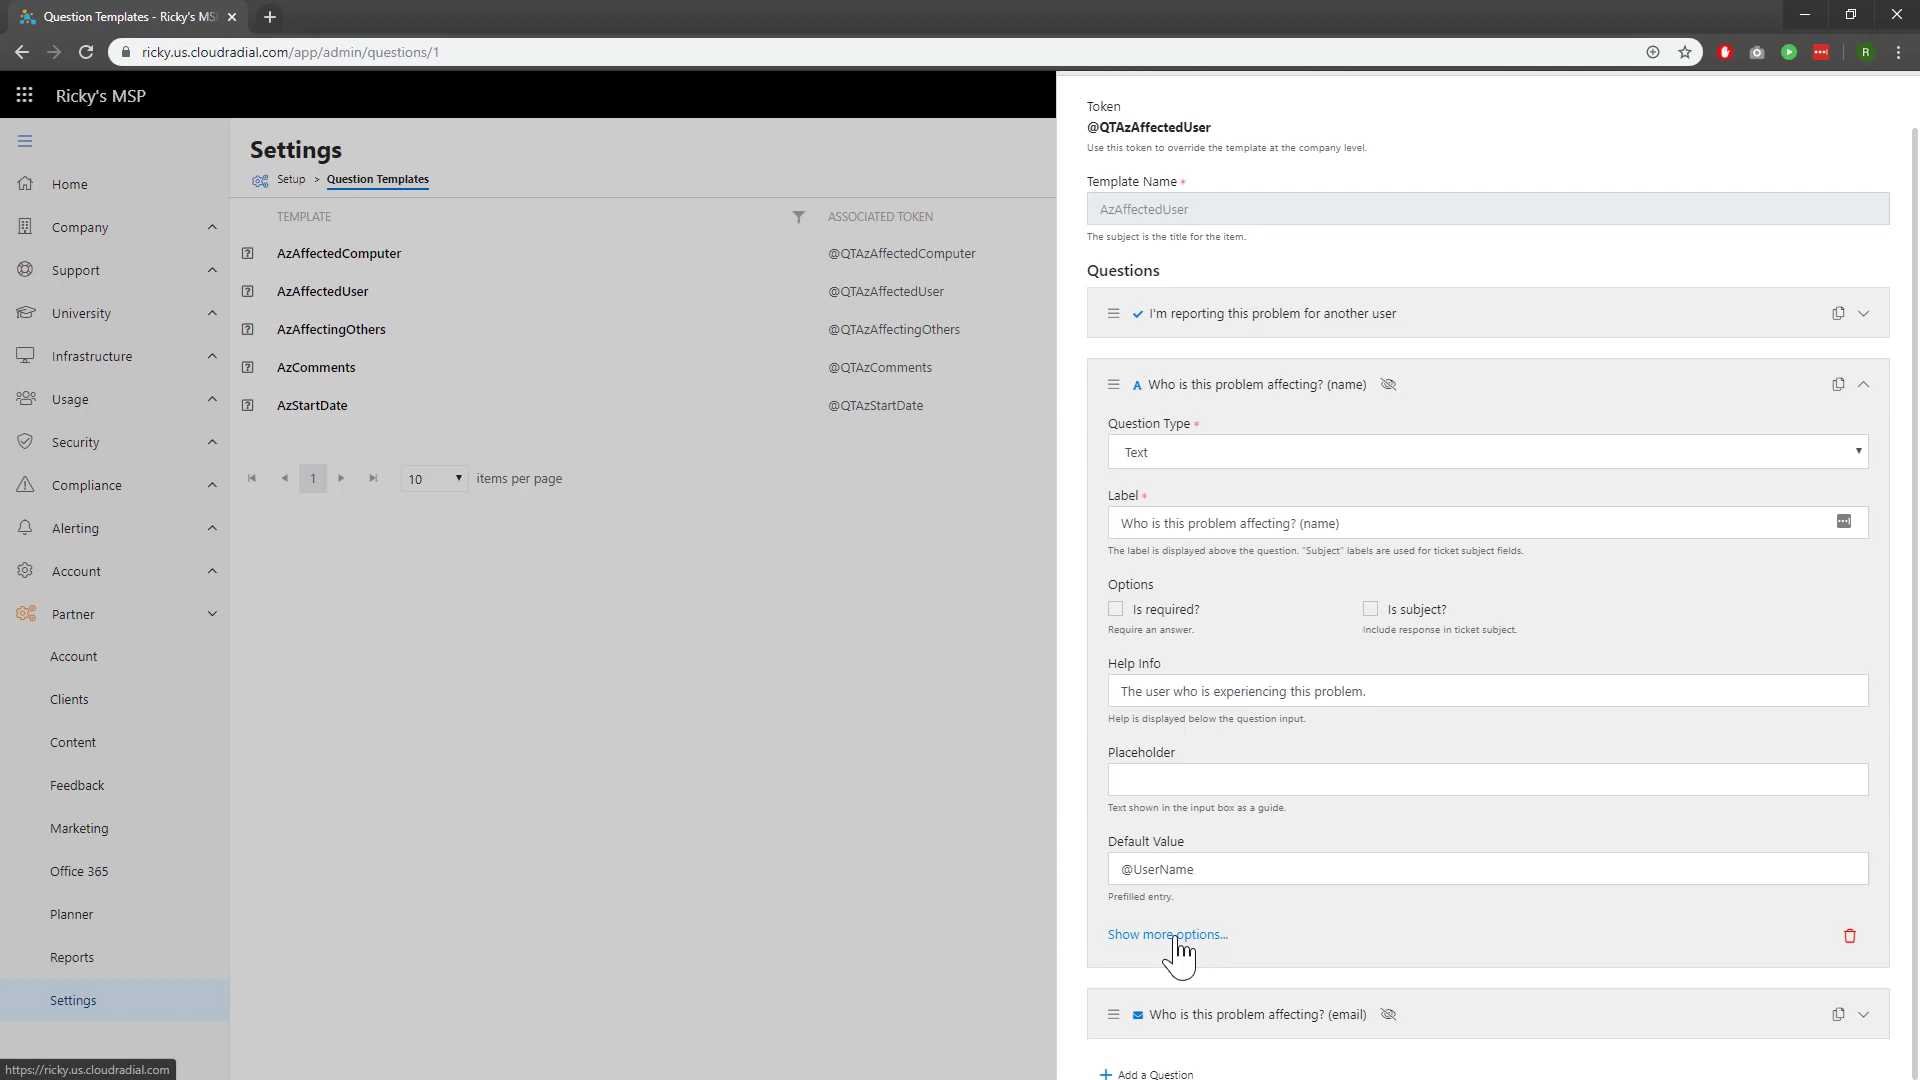 Question Templates - Ricky's MS
ricky.us.cloudradial.com/app/admin/questions/1
R
Ricky's MSP
Home
Company
Support
University
Infrastructure
Usage
Security
Compliance
Alerting
Account
Partner
Account
Clients
Content
Feedback
Marketing
Office 365
Planner
Reports
Settings
https://ricky.us.cloudradial.com
Settings
Setup > Question Templates
TEMPLATE ASSOCIATED TOKEN
AzAffectedComputer @QTAzAffectedComputer
AzAffectedUser @QTAzAffectedUser
AzAffectingOthers @QTAzAffectingOthers
AzComments @QTAzComments
AzStartDate @QTAzStartDate
1 10 items per page
Token
@QTAzAffectedUser
Use this token to override the template at the company level.
Template Name *
AzAffectedUser
The subject is the title for the item.
Questions
I'm reporting this problem for another user
A Who is this problem affecting? (name)
Question Type *
Text
Label *
Who is this problem affecting? (name)
The label is displayed above the question. "Subject" labels are used for ticket subject fields.
Options
Is required? Is subject?
Require an answer. Include response in ticket subject.
Help Info
The user who is experiencing this problem.
Help is displayed below the question input.
Placeholder
Text shown in the input box as a guide.
Default Value
@UserName
Prefilled entry.
Show more options...
Who is this problem affecting? (email)
+ Add a Question